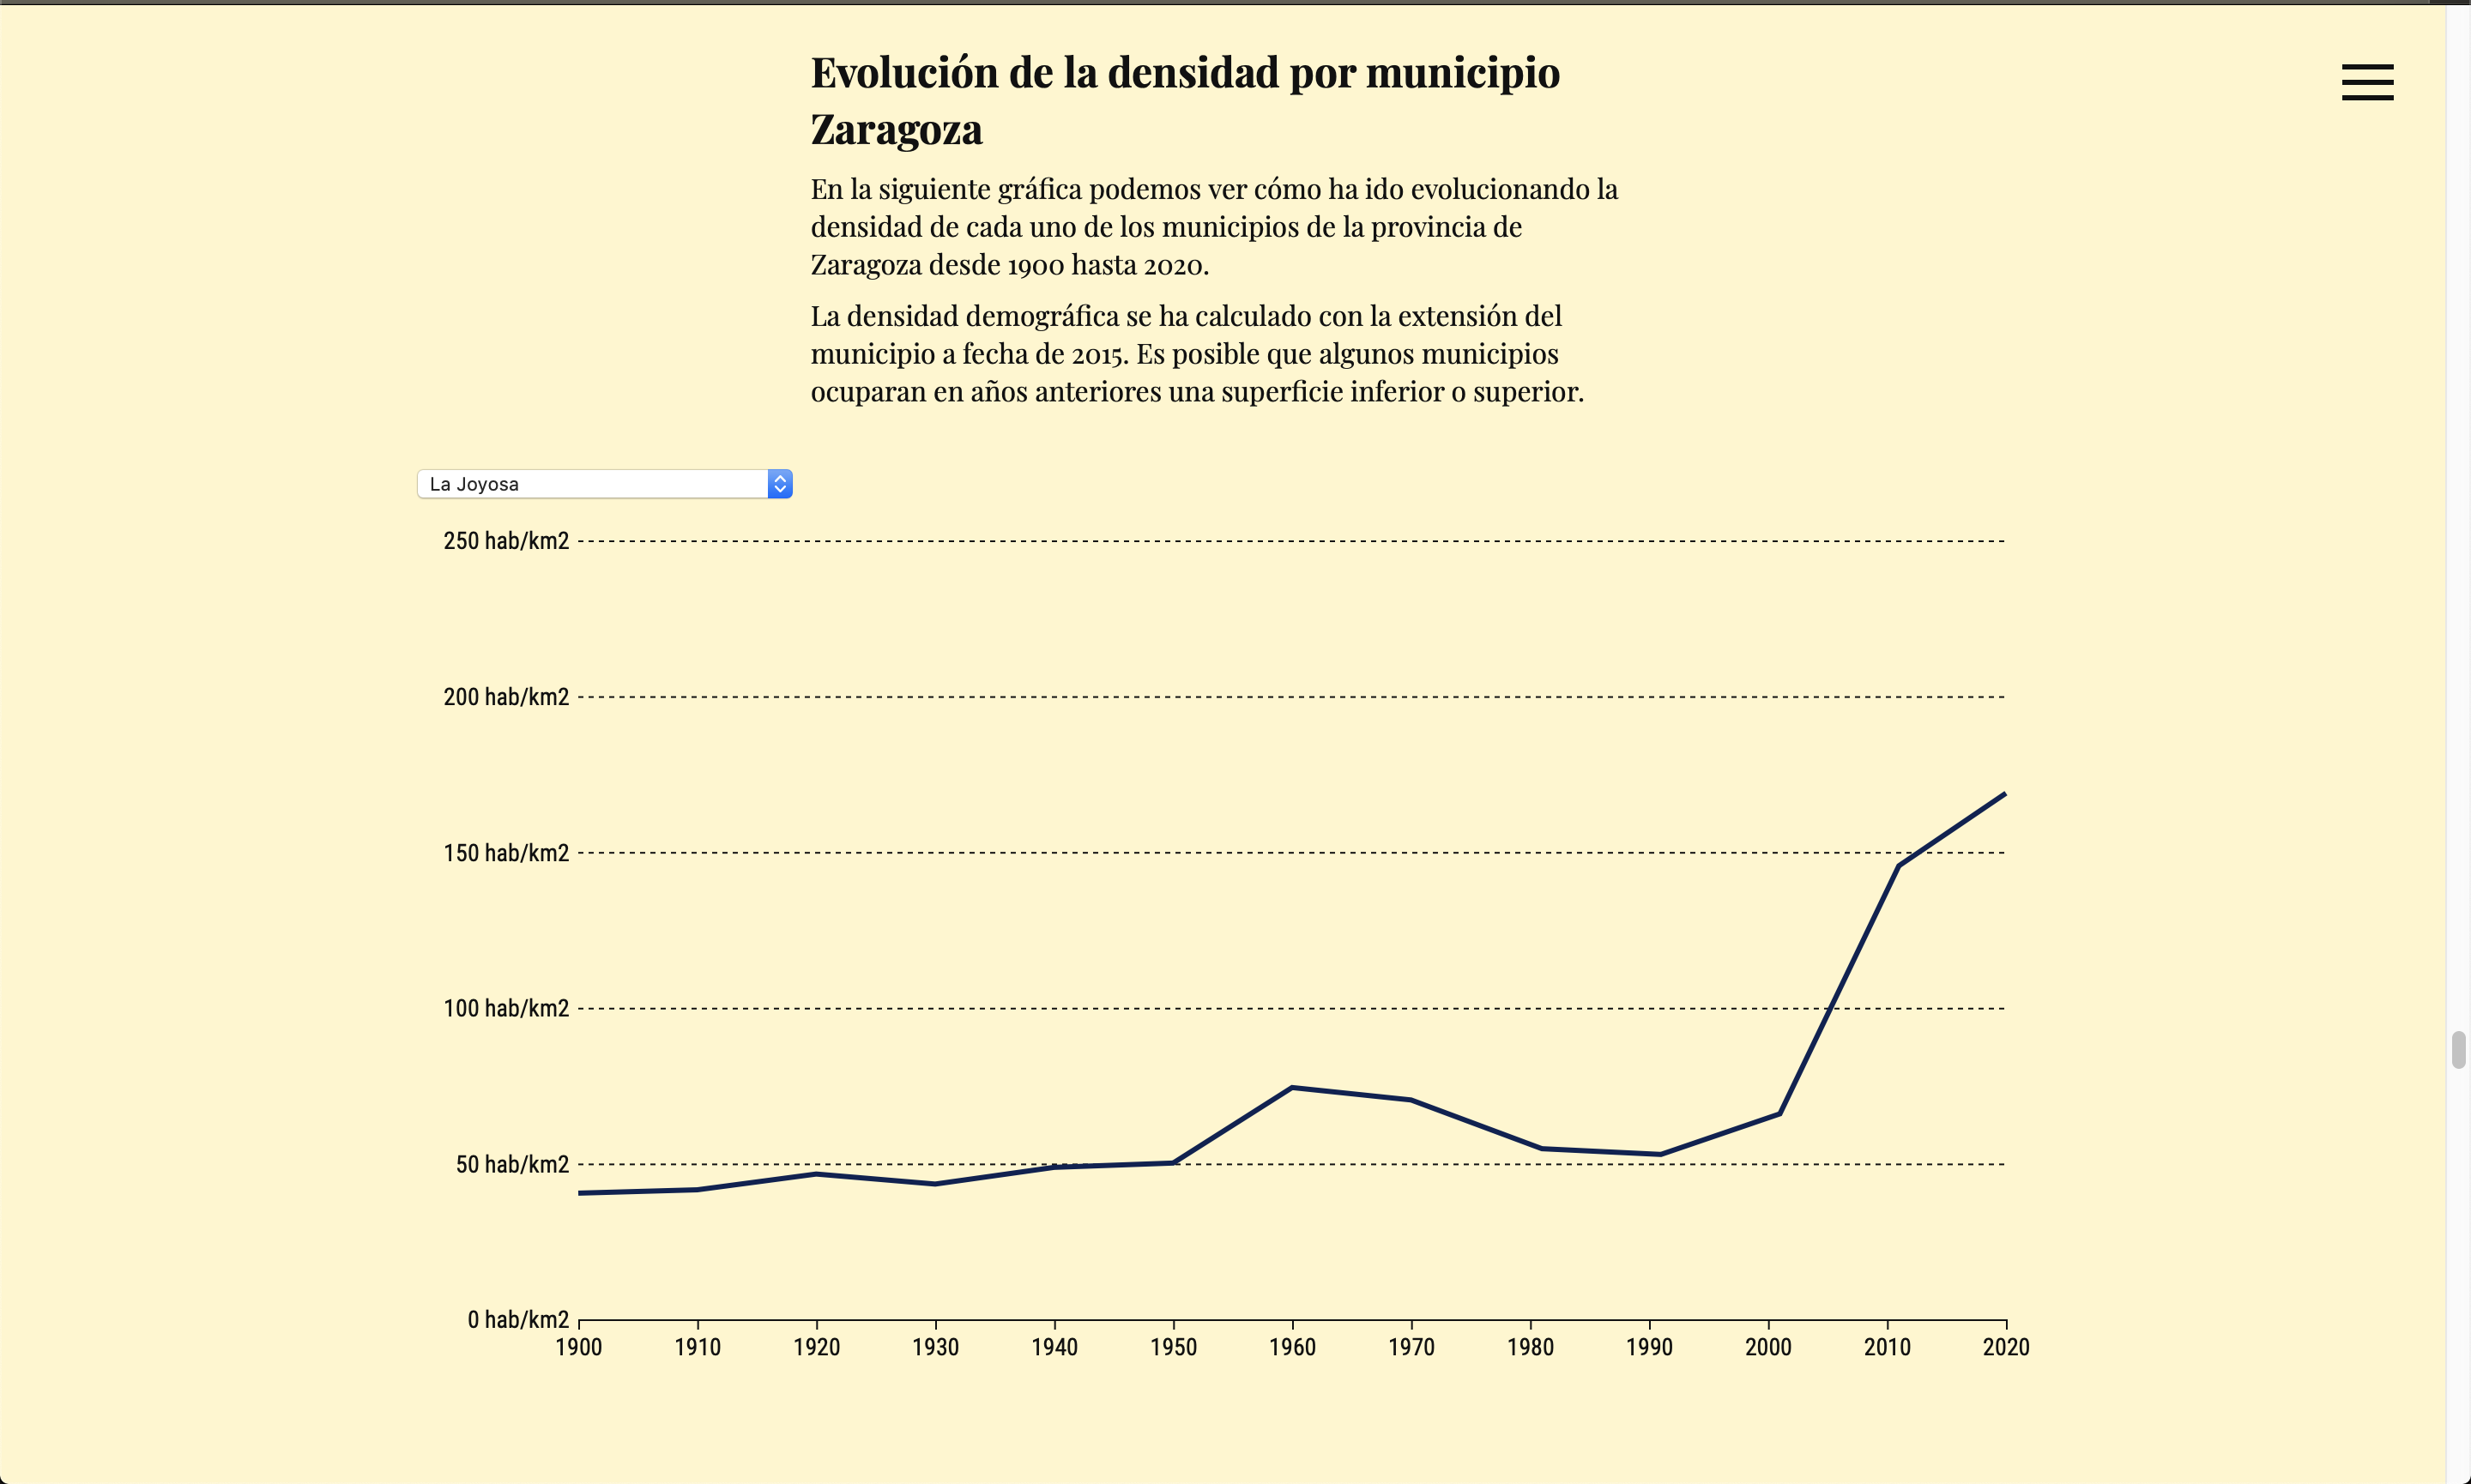 Evolución de la densidad por municipio
Zaragoza
En la siguiente gráfica podemos ver cómo ha ido evolucionando la
densidad de cada uno de los municipios de la provincia de
Zaragoza desde 1900 hasta 2020.
La densidad demográfica se ha calculado con la extensión del
municipio a fecha de 2015. Es posible que algunos municipios
ocuparan en años anteriores una superficie inferior o superior.
La Joyosa
250 hab/km2
200 hab/km2
150 hab/km2
100 hab/km2
50 hab/km2
0 hab/km2
1900 1910 1920 1930 1940 1950 1960 1970 1980 1990 2000 2010 2020